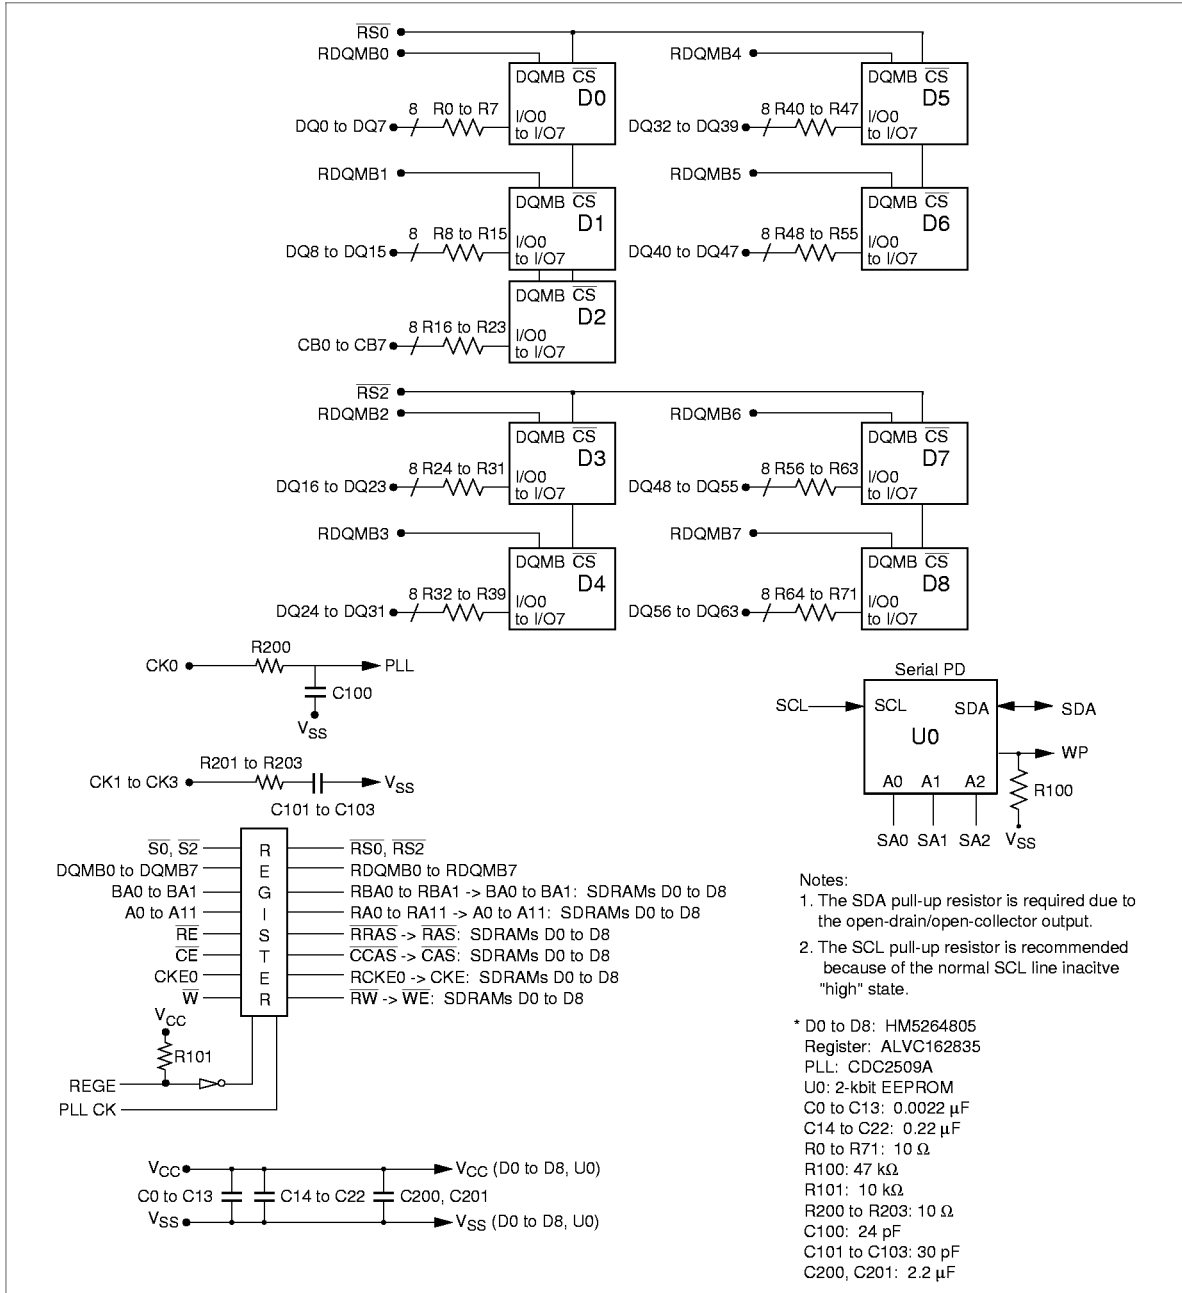 RS0
RDQMB0
RDQMB4
DQMB CS
D0
DQMB CS
D5
8 R0 to R7
I/O0
to I/O7
DQ0 to DQ7
8 R40 to R47
I/O0
to I/O7
DQ32 to DQ39
RDQMB1
RDQMB5
DQMB CS
D1
DQMB CS
D6
8 R8 to R15
I/O0
to I/O7
DQ8 to DQ15
8 R48 to R55
I/O0
to I/O7
DQ40 to DQ47
DQMB CS
D2
8 R16 to R23
I/O0
to I/O7
CB0 to CB7
RS2
RDQMB2
RDQMB6
DQMB CS
D3
DQMB CS
D7
8 R24 to R31
I/O0
to I/O7
DQ16 to DQ23
8 R56 to R63
I/O0
to I/O7
DQ48 to DQ55
RDQMB3
RDQMB7
DQMB CS
D4
DQMB CS
D8
8 R32 to R39
I/O0
to I/O7
DQ24 to DQ31
8 R64 to R71
I/O0
to I/O7
DQ56 to DQ63
R200
CK0
PLL
C100
VSS
Serial PD
SCL
SCL
SDA
SDA
U0
WP
A0 A1 A2
R100
SA0 SA1 SA2
VSS
R201 to R203
CK1 to CK3
VSS
C101 to C103
S0, S2
R
RS0, RS2
DQMB0 to DQMB7
E
RDQMB0 to RDQMB7
BA0 to BA1
G
RBA0 to RBA1 -> BA0 to BA1: SDRAMs D0 to D8
A0 to A11
I
RA0 to RA11 -> A0 to A11: SDRAMs D0 to D8
RE
S
RRAS -> RAS: SDRAMs D0 to D8
CE
T
CCAS -> CAS: SDRAMs D0 to D8
CKE0
E
RCKE0 -> CKE: SDRAMs D0 to D8
W
R
RW -> WE: SDRAMs D0 to D8
VCC
R101
REGE
PLL CK
VCC
VCC (D0 to D8, U0)
C0 to C13
C14 to C22
C200, C201
VSS
VSS (D0 to D8, U0)
Notes:
1. The SDA pull-up resistor is required due to
the open-drain/open-collector output.
2. The SCL pull-up resistor is recommended
because of the normal SCL line inacitve
"high" state.
* D0 to D8: HM5264805
Register: ALVC162835
PLL: CDC2509A
U0: 2-kbit EEPROM
C0 to C13: 0.0022 µF
C14 to C22: 0.22 µF
R0 to R71: 10 Ω
R100: 47 kΩ
R101: 10 kΩ
R200 to R203: 10 Ω
C100: 24 pF
C101 to C103: 30 pF
C200, C201: 2.2 µF